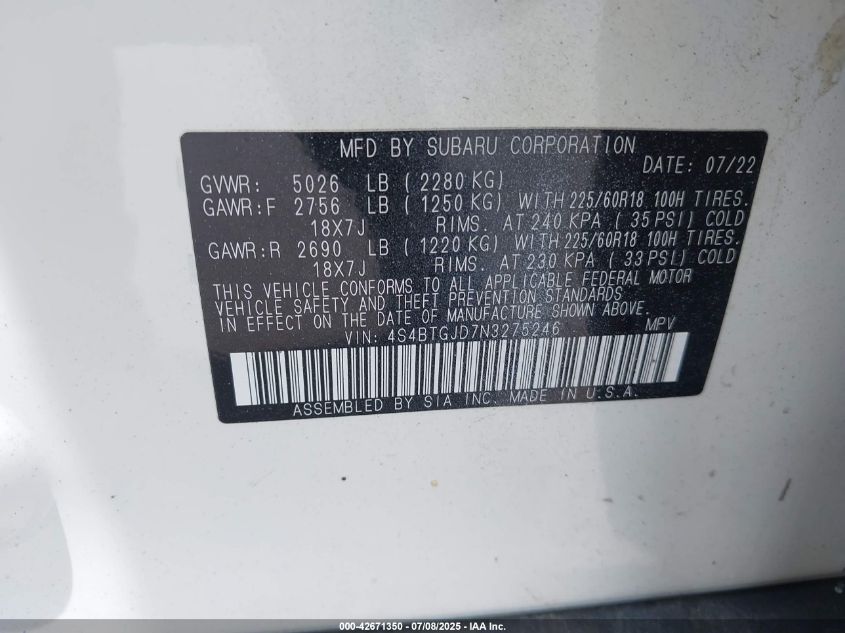 MFD BY SUBARU CORPORATION
DATE: 07/22
GVWR: 5026 LB ( 2280 KG)
GAWR:F 2756 LB ( 1250 KG) WITH 225/60R18 100H TIRES.
18X7J RIMS. AT 240 KPA ( 35 PSI) COLD
GAWR:R 2690 LB ( 1220 KG) WITH 225/60R18 100H TIRES.
18X7J RIMS. AT 230 KPA ( 33 PSI) COLD
THIS VEHICLE CONFORMS TO ALL APPLICABLE FEDERAL MOTOR
VEHICLE SAFETY AND THEFT PREVENTION STANDARDS
IN EFFECT ON THE DATE OF MANUFACTURE SHOWN ABOVE.
VIN: 4S4BTGJD7N3275246 MPV
ASSEMBLED BY SIA INC. MADE IN U.S.A.
000-42671350 - 07/08/2025 - IAA Inc.